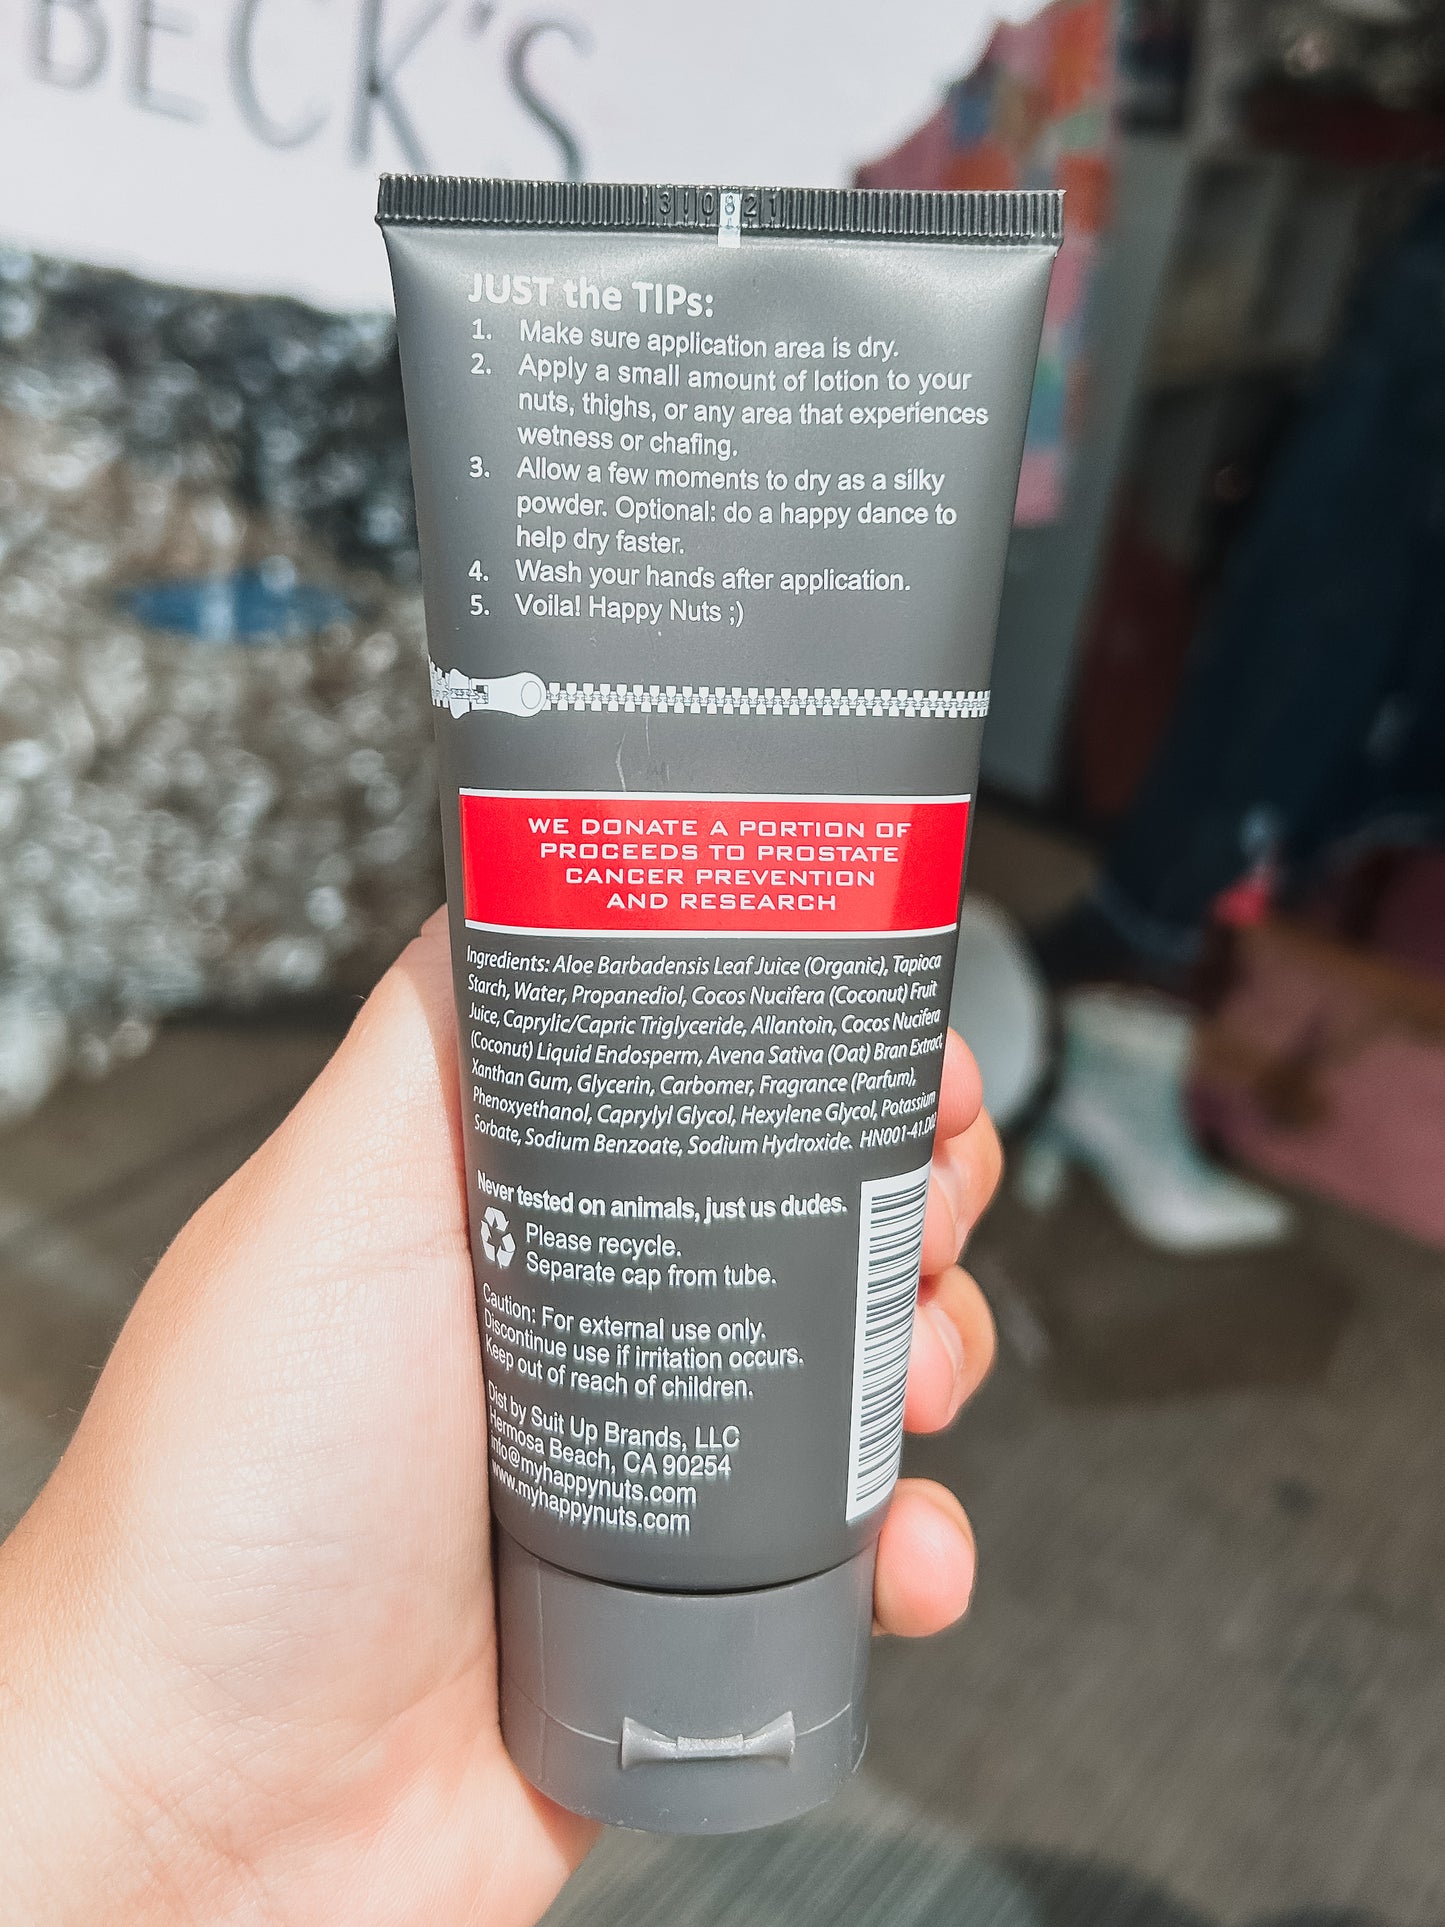 BECK'S
310821
JUST the TIPs:
1. Make sure application area is dry.
2. Apply a small amount of lotion to your
nuts, thighs, or any area that experiences
wetness or chafing.
3. Allow a few moments to dry as a silky
powder. Optional: do a happy dance to
help dry faster.
4. Wash your hands after application.
5. Voila! Happy Nuts ;)
WE DONATE A PORTION OF
PROCEEDS TO PROSTATE
CANCER PREVENTION
AND RESEARCH
Ingredients: Aloe Barbadensis Leaf Juice (Organic), Tapioca
Starch, Water, Propanediol, Cocos Nucifera (Coconut) Fruit
Juice, Caprylic/Capric Triglyceride, Allantoin, Cocos Nucifera
(Coconut) Liquid Endosperm, Avena Sativa (Oat) Bran Extract,
Xanthan Gum, Glycerin, Carbomer, Fragrance (Parfum),
Phenoxyethanol, Caprylyl Glycol, Hexylene Glycol, Potassium
Sorbate, Sodium Benzoate, Sodium Hydroxide. HN001-41.D02
Never tested on animals, just us dudes.
Please recycle.
Separate cap from tube.
Caution: For external use only.
Discontinue use if irritation occurs.
Keep out of reach of children.
Dist by Suit Up Brands, LLC
Hermosa Beach, CA 90254
info@myhappynuts.com
www.myhappynuts.com